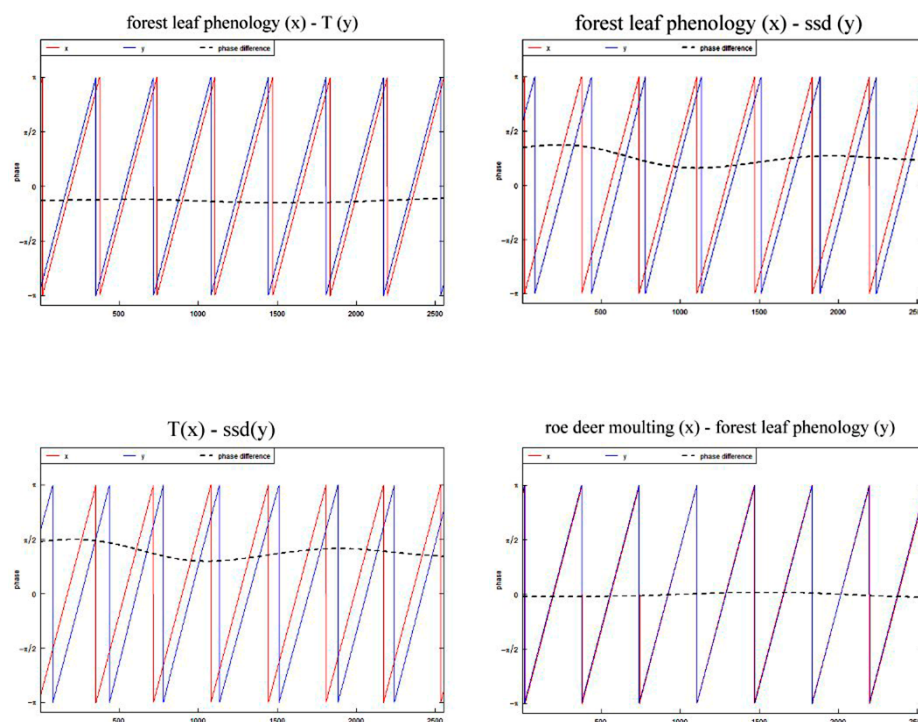 forest leaf phenology (x) - T (y)
x y phase difference
π
π/2
0
−π/2
−π
phase
500 1000 1500 2000 2500
forest leaf phenology (x) - ssd (y)
x y phase difference
π
π/2
0
−π/2
−π
phase
500 1000 1500 2000 2500
T(x) - ssd(y)
x y phase difference
π
π/2
0
−π/2
−π
phase
500 1000 1500 2000 2500
roe deer moulting (x) - forest leaf phenology (y)
x y phase difference
π
π/2
0
−π/2
−π
phase
500 1000 1500 2000 2500